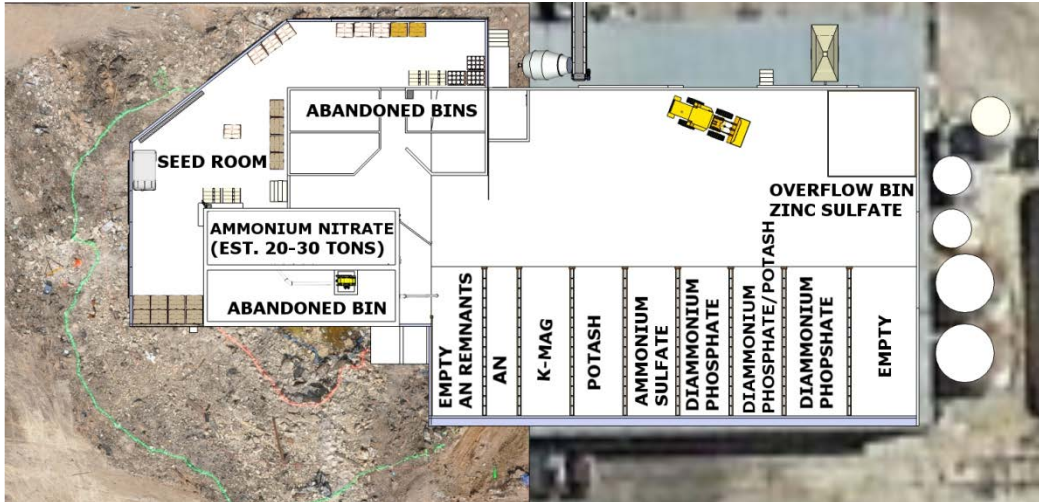 ABANDONED BINS
SEED ROOM
OVERFLOW BIN
ZINC SULFATE
AMMONIUM NITRATE
(EST. 20-30 TONS)
ABANDONED BIN
EMPTY
AN REMNANTS
AN
K-MAG
POTASH
AMMONIUM
SULFATE
DIAMMONIUM
PHOSPHATE
DIAMMONIUM
PHOSPHATE/POTASH
DIAMMONIUM
PHOPSHATE
EMPTY